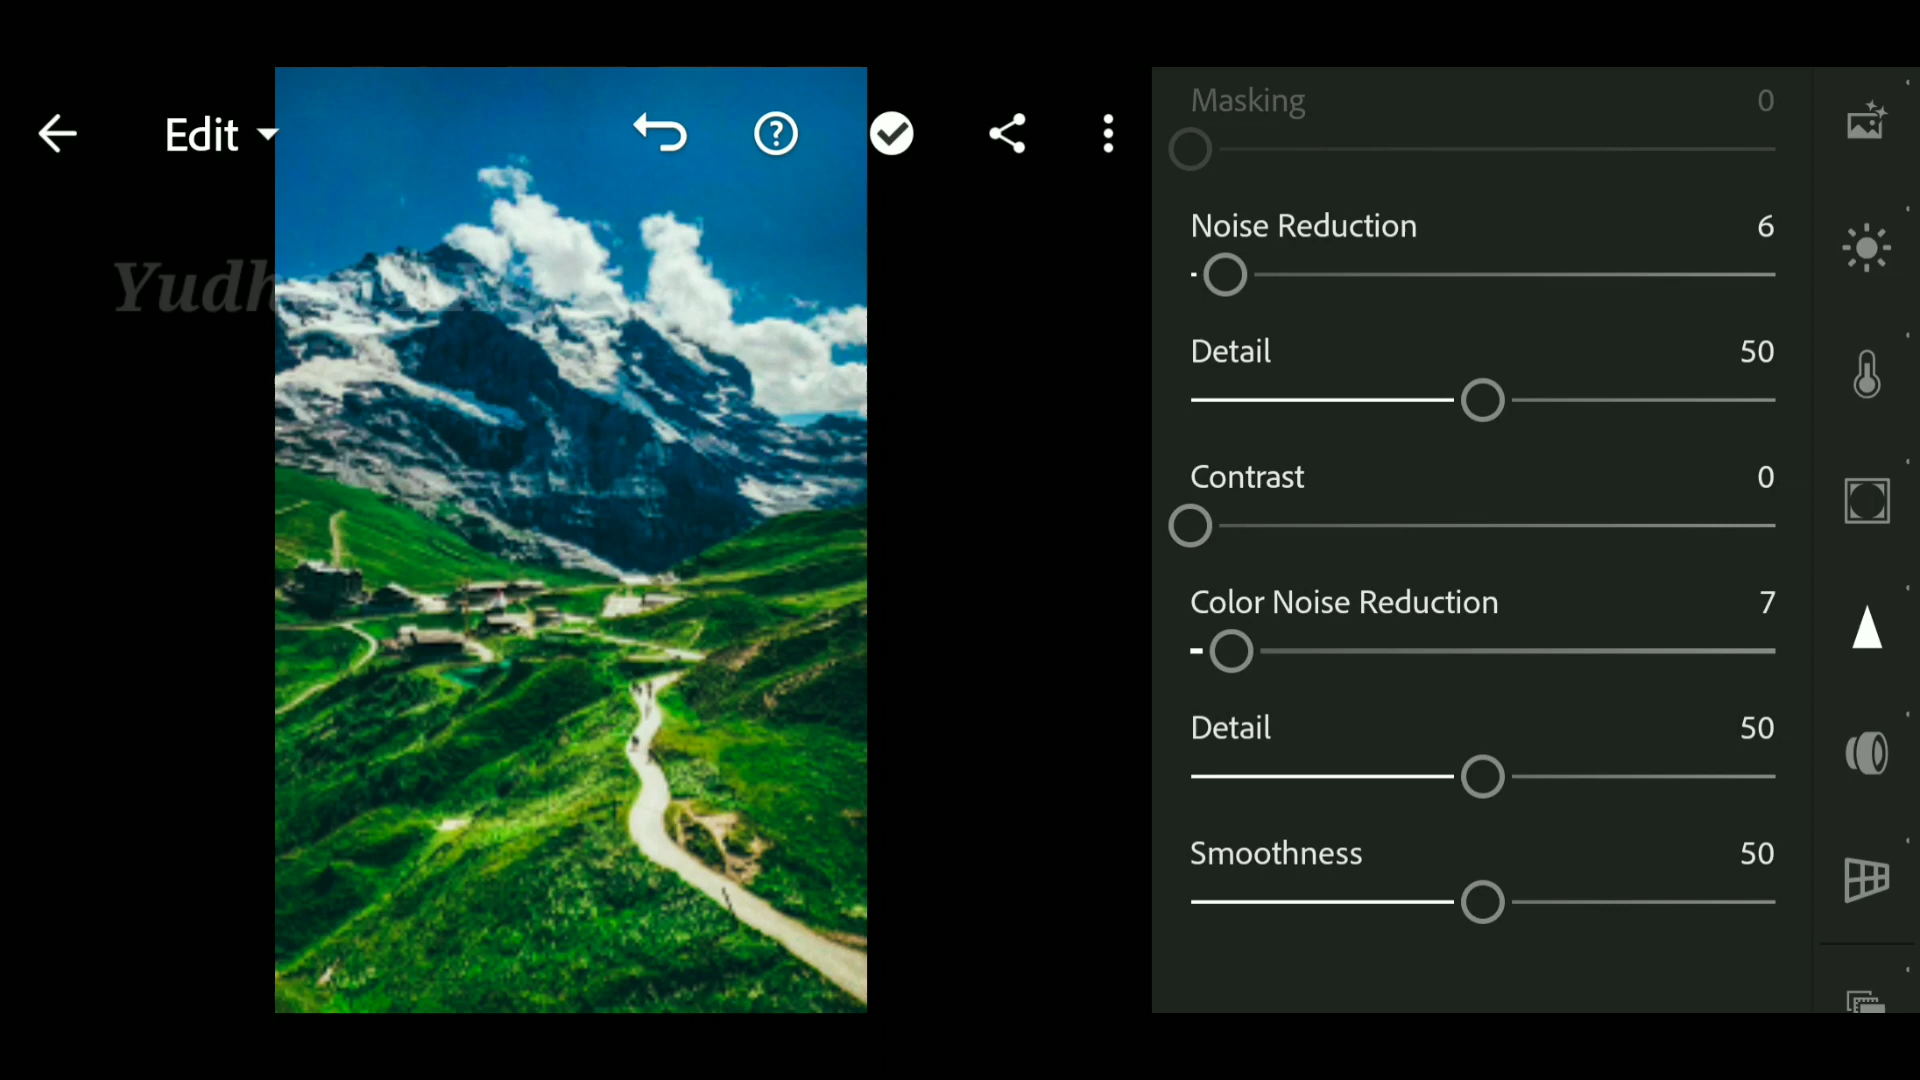 Edit
Masking 0
Noise Reduction 6
Detail 50
Contrast 0
Color Noise Reduction 7
Detail 50
Smoothness 50